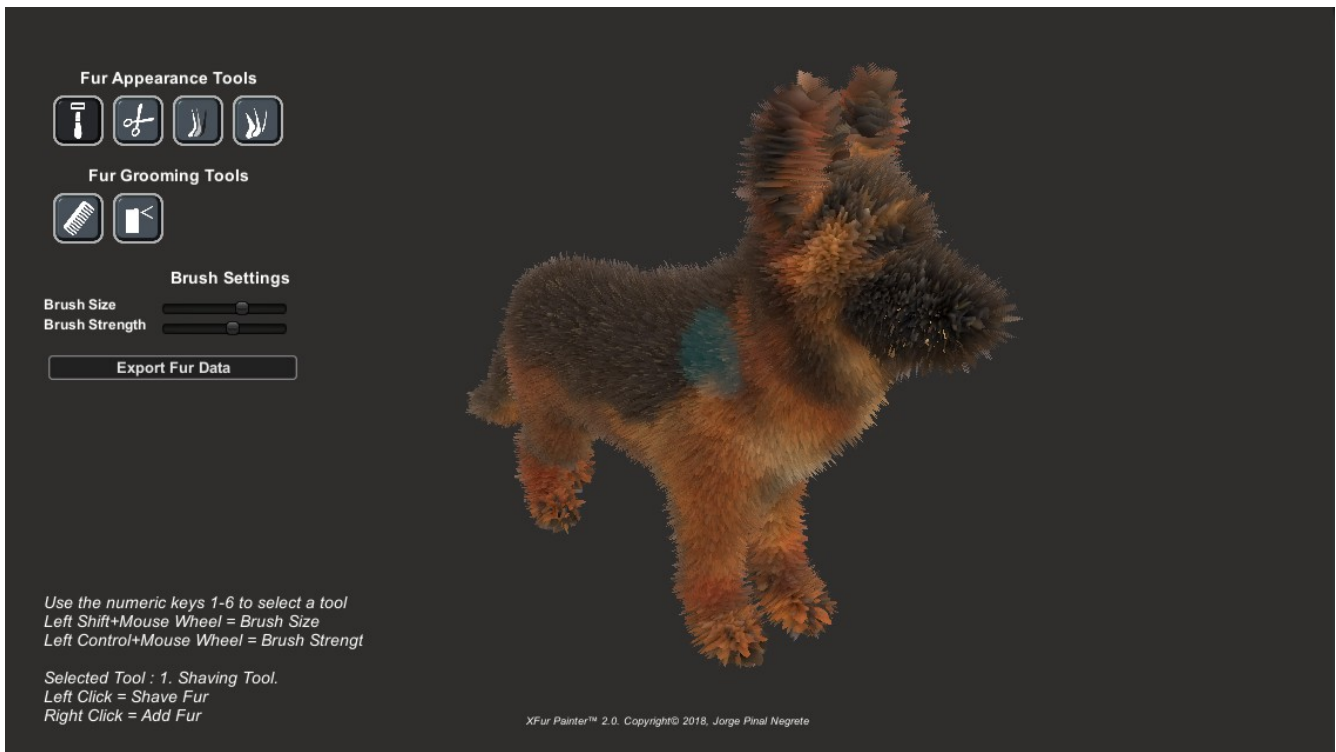 Fur Appearance Tools
Fur Grooming Tools
Brush Settings
Brush Size
Brush Strength
Export Fur Data
Use the numeric keys 1-6 to select a tool
Left Shift+Mouse Wheel = Brush Size
Left Control+Mouse Wheel = Brush Strengt
Selected Tool : 1. Shaving Tool.
Left Click = Shave Fur
Right Click = Add Fur
XFur Painter™ 2.0. Copyright© 2018, Jorge Pinal Negrete